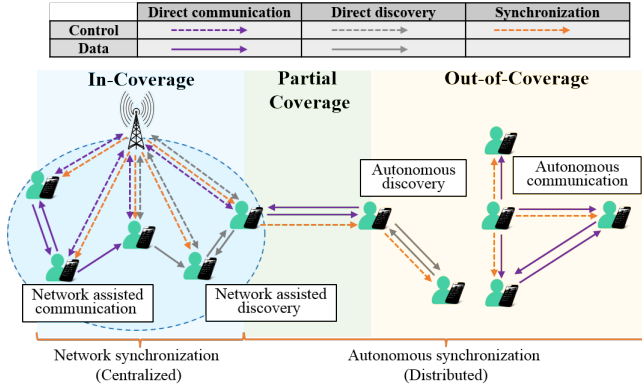 Direct communication Direct discovery Synchronization
Control
Data
In-Coverage
Partial
Coverage
Out-of-Coverage
Autonomous
discovery
Autonomous
communication
Network assisted
communication
Network assisted
discovery
Network synchronization
(Centralized)
Autonomous synchronization
(Distributed)